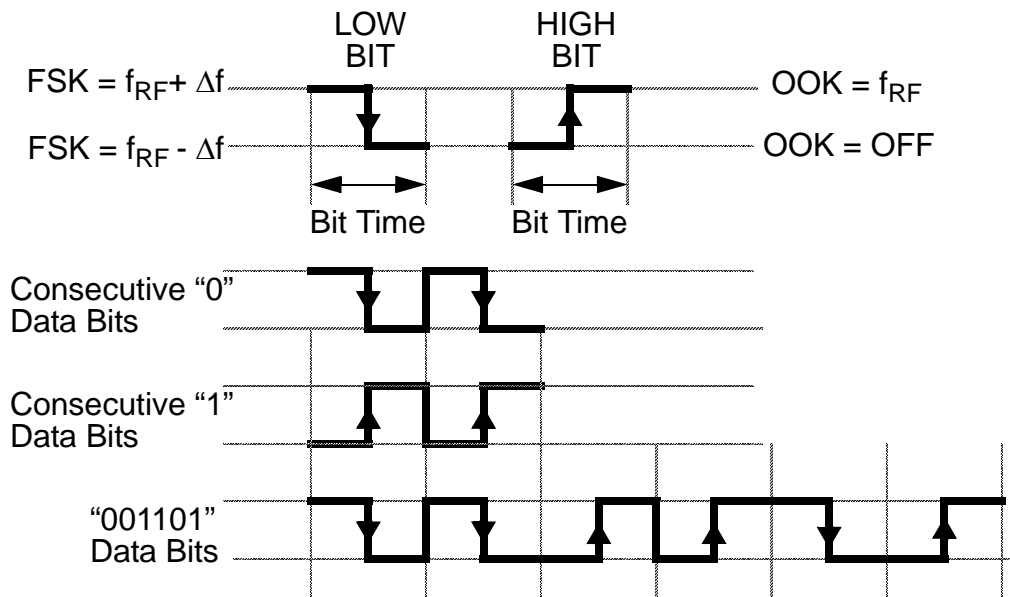 LOW
BIT
HIGH
BIT
FSK = fRF+ Δf
OOK = fRF
FSK = fRF - Δf
OOK = OFF
Bit Time
Bit Time
Consecutive “0”
Data Bits
Consecutive “1”
Data Bits
“001101”
Data Bits